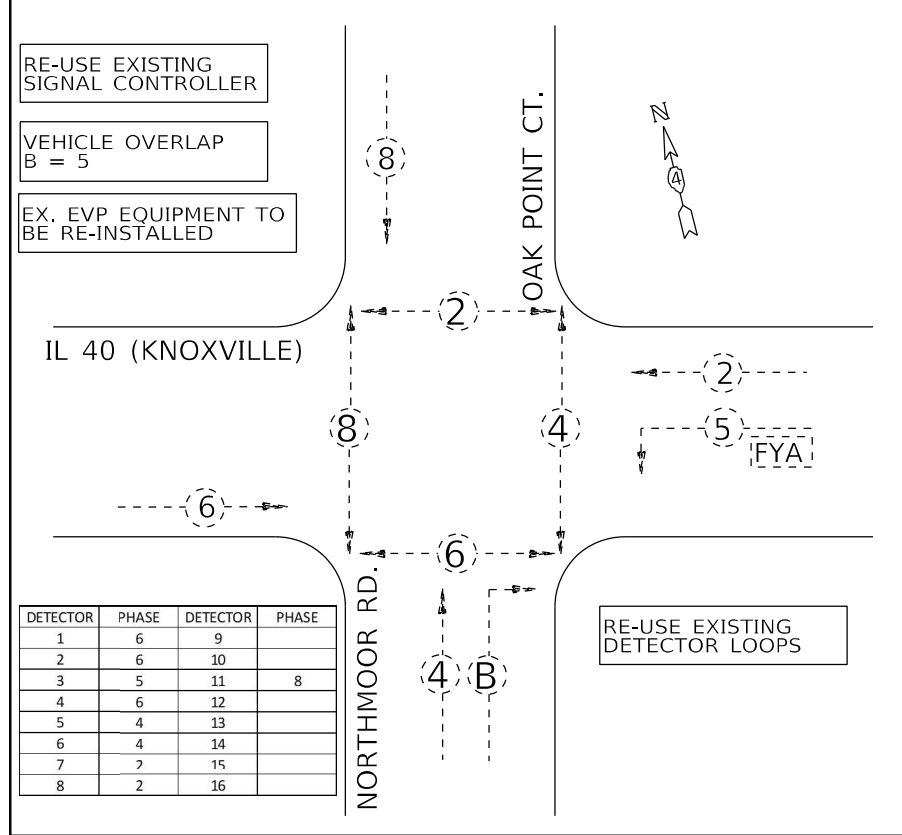 RE-USE EXISTING
SIGNAL CONTROLLER
VEHICLE OVERLAP
B = 5
EX. EVP EQUIPMENT TO
BE RE-INSTALLED
8
OAK POINT CT.
N
4
2
IL 40 (KNOXVILLE)
2
8
4
5
FYA
6
6
NORTHMOOR RD.
4 B
RE-USE EXISTING
DETECTOR LOOPS
DETECTOR PHASE DETECTOR PHASE
1 6 9
2 6 10
3 5 11 8
4 6 12
5 4 13
6 4 14
7 2 15
8 2 16